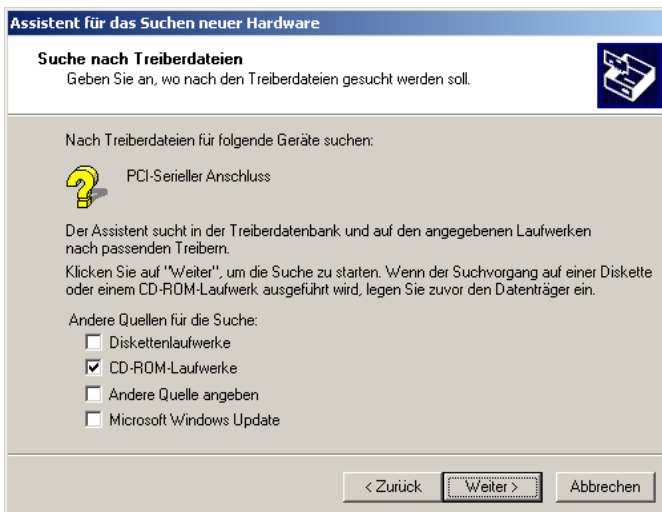 Assistent für das Suchen neuer Hardware
Suche nach Treiberdateien
Geben Sie an, wo nach den Treiberdateien gesucht werden soll.
Nach Treiberdateien für folgende Geräte suchen:
PCI-Serieller Anschluss
Der Assistent sucht in der Treiberdatenbank und auf den angegebenen Laufwerken
nach passenden Treibern.
Klicken Sie auf "Weiter", um die Suche zu starten. Wenn der Suchvorgang auf einer Diskette
oder einem CD-ROM-Laufwerk ausgeführt wird, legen Sie zuvor den Datenträger ein.
Andere Quellen für die Suche:
Diskettenlaufwerke
CD-ROM-Laufwerke
Andere Quelle angeben
Microsoft Windows Update
< Zurück Weiter > Abbrechen